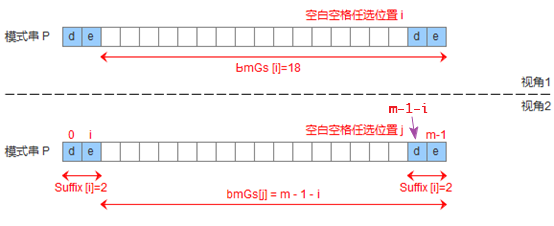 空白空格任选位置 i
模式串 P d e d e
BmGs [i]=18
视角1
视角2
m-1-i
空白空格任选位置 j
0 i m-1
模式串 P d e d e
Suffix [i]=2 Suffix [i]=2
bmGs[j] = m - 1 - i